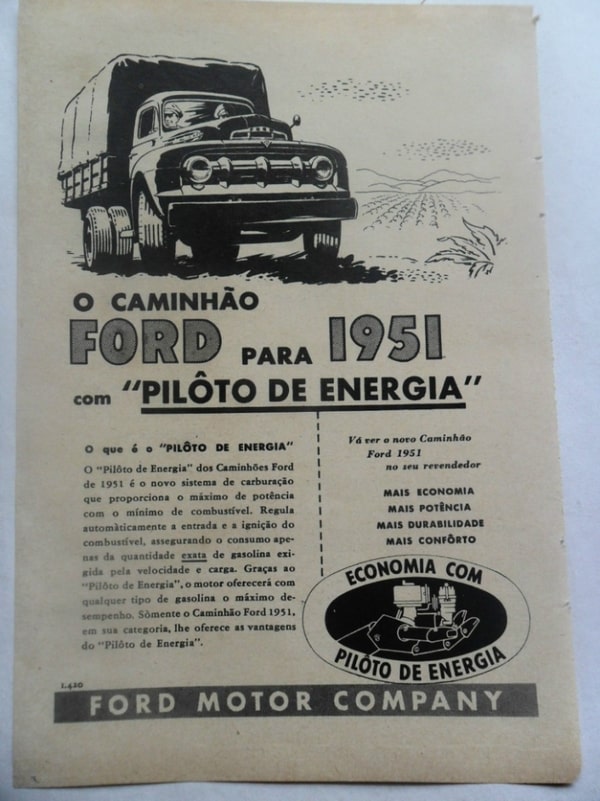 O CAMINHÃO
FORD PARA 1951
com "PILÔTO DE ENERGIA"
O que é o "PILÔTO DE ENERGIA"
O "Pilôto de Energia" dos Caminhões Ford
de 1951 é o novo sistema de carburação
que proporciona o máximo de potência
com o mínimo de combustível. Regula
automàticamente a entrada e a ignição do
combustível, assegurando o consumo ape-
nas da quantidade exata de gasolina exi-
gida pela velocidade e carga. Graças ao
"Pilôto de Energia", o motor oferecerá com
qualquer tipo de gasolina o máximo de-
sempenho. Sòmente o Caminhão Ford 1951,
em sua categoria, lhe oferece as vantagens
do "Pilôto de Energia".
Vá ver o novo Caminhão
Ford 1951
no seu revendedor
MAIS ECONOMIA
MAIS POTÊNCIA
MAIS DURABILIDADE
MAIS CONFÔRTO
ECONOMIA COM
PILÔTO DE ENERGIA
1.420
FORD MOTOR COMPANY